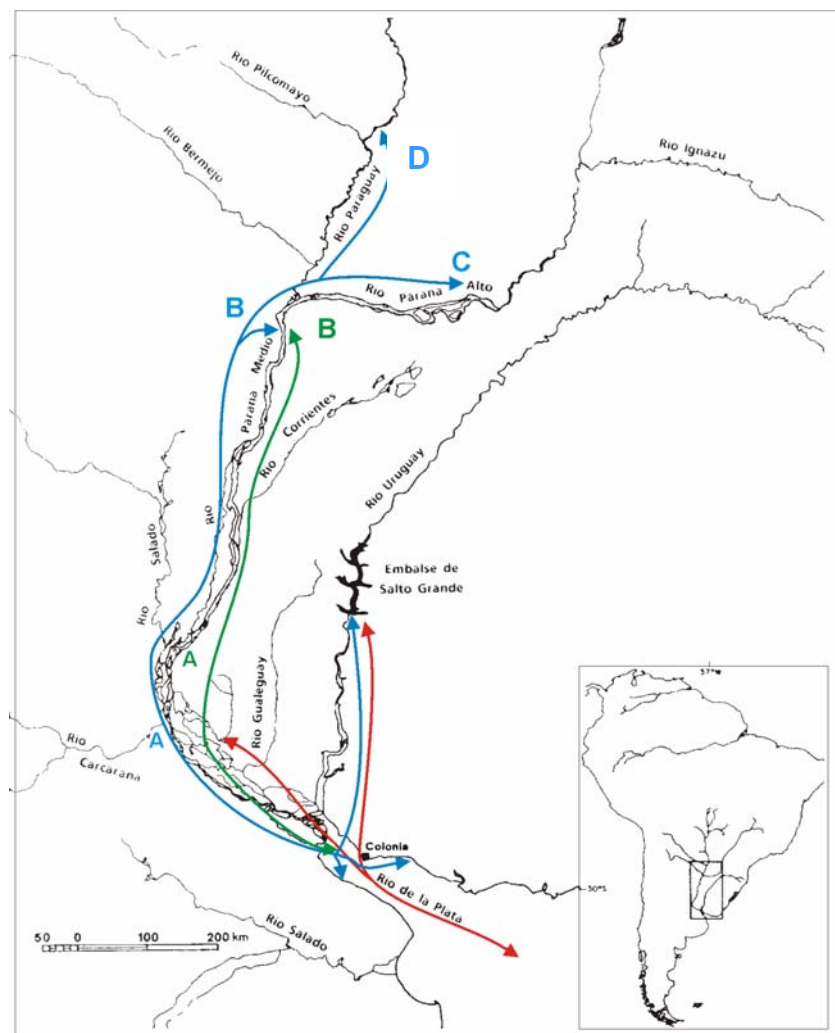 Rio Pilcomayo
Rio Bermejo
Rio Ignazu
D
Rio Paraguay
C
B
Rio Parana Alto
B
Rio Parana Medio
Rio Corrientes
Rio Uruguay
Rio Salado
Embalse de
Salto Grande
A
Rio Gualeguay
A
Rio
Carcarana
57°W
Colonia
Rio de la Plata
30°S
Rio Salado
50 0 100 200 km